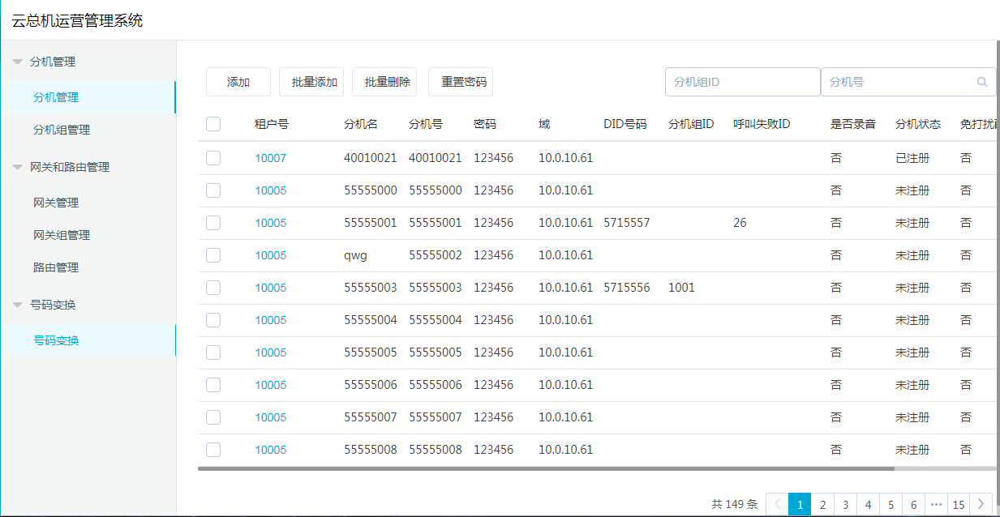 云总机运营管理系统
分机管理
分机管理
分机组管理
网关和路由管理
网关管理
网关组管理
路由管理
号码变换
号码变换
添加 批量添加 批量删除 重置密码 分机组ID 分机号
租户号 分机名 分机号 密码 域 DID号码 分机组ID 呼叫失败ID 是否录音 分机状态 免打扰
10007 40010021 40010021 123456 10.0.10.61 否 已注册 否
10005 55555000 55555000 123456 10.0.10.61 否 未注册 否
10005 55555001 55555001 123456 10.0.10.61 5715557 26 否 未注册 否
10005 qwg 55555002 123456 10.0.10.61 否 未注册 否
10005 55555003 55555003 123456 10.0.10.61 5715556 1001 否 未注册 否
10005 55555004 55555004 123456 10.0.10.61 否 未注册 否
10005 55555005 55555005 123456 10.0.10.61 否 未注册 否
10005 55555006 55555006 123456 10.0.10.61 否 未注册 否
10005 55555007 55555007 123456 10.0.10.61 否 未注册 否
10005 55555008 55555008 123456 10.0.10.61 否 未注册 否
共 149 条 1 2 3 4 5 6 ••• 15